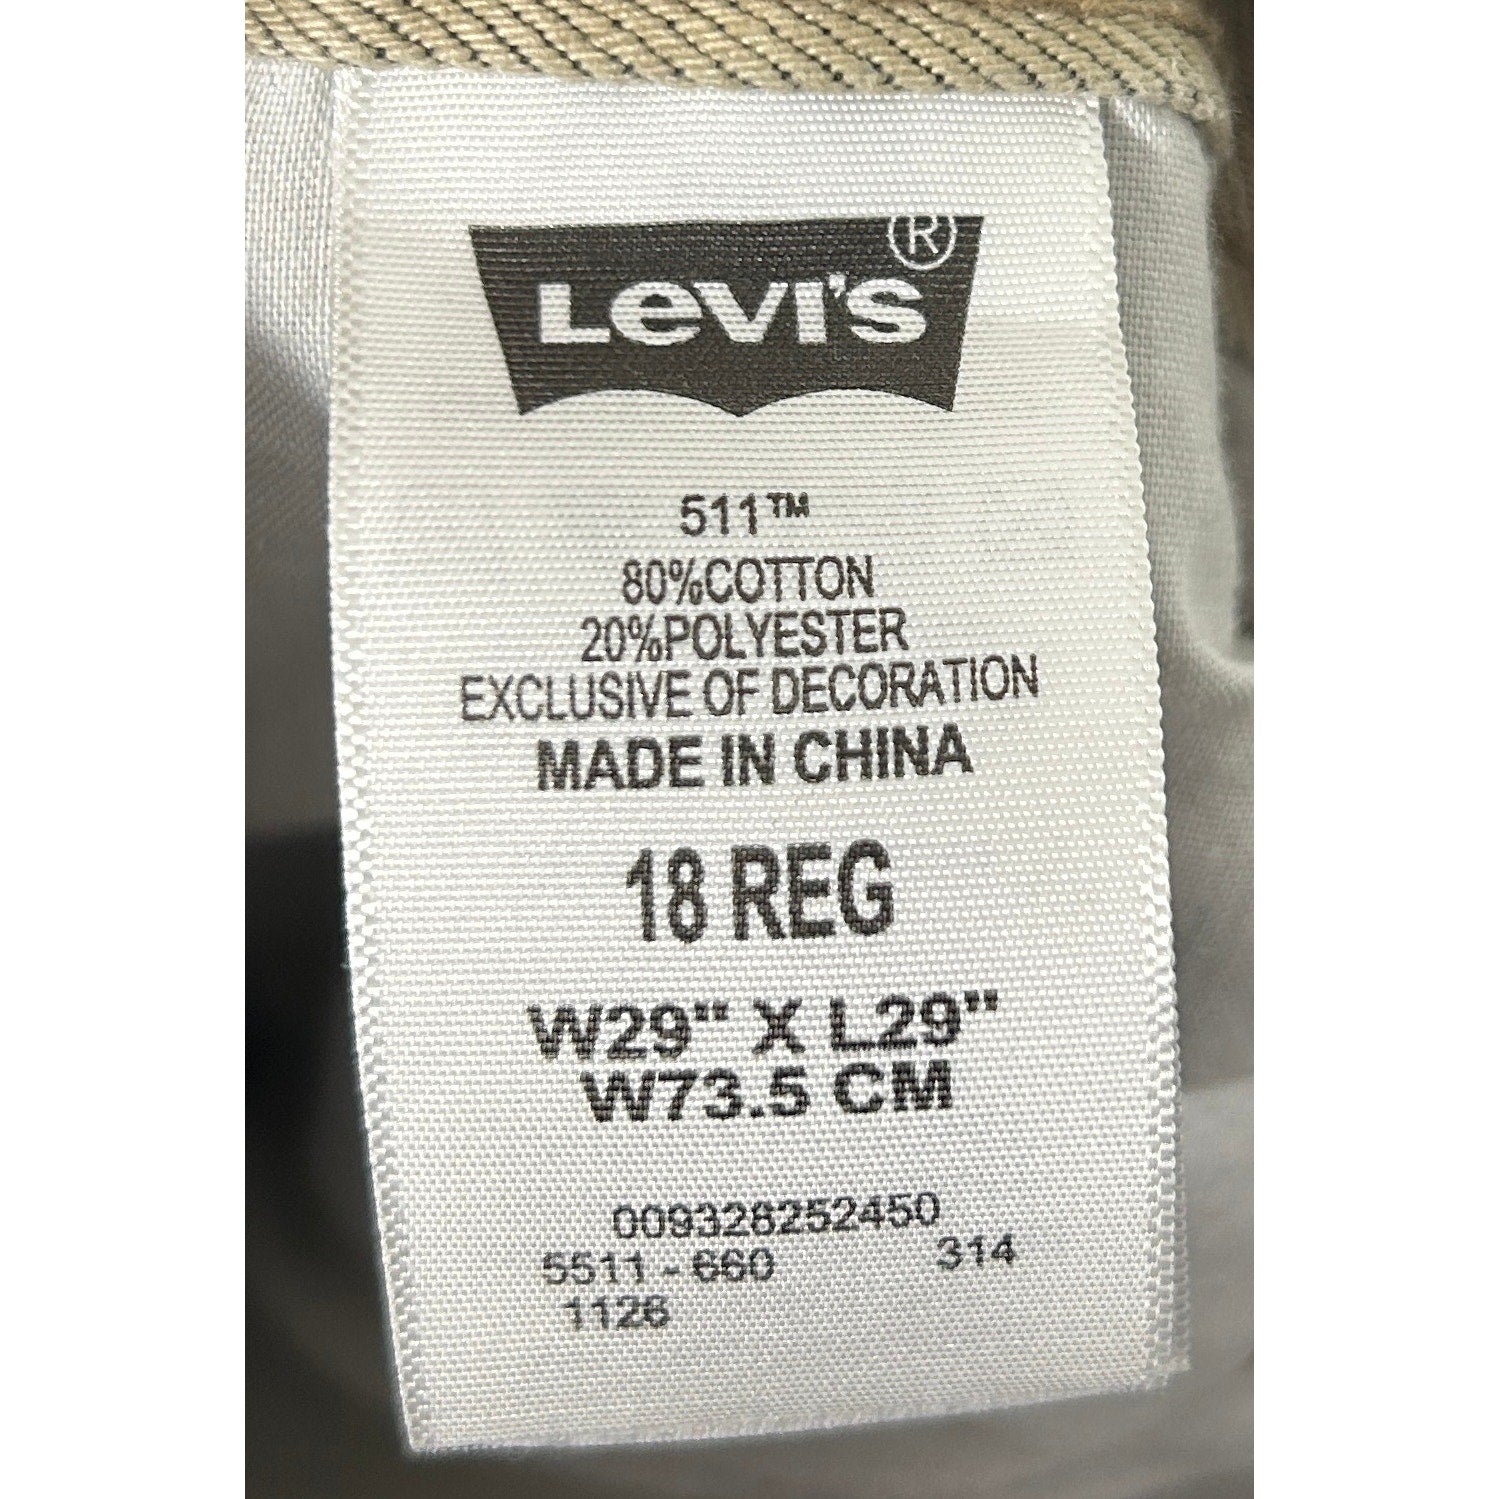 LEVI'S ®
511™
80%COTTON
20%POLYESTER
EXCLUSIVE OF DECORATION
MADE IN CHINA
18 REG
W29" X L29"
W73.5 CM
009328252450
5511 - 660 314
1126